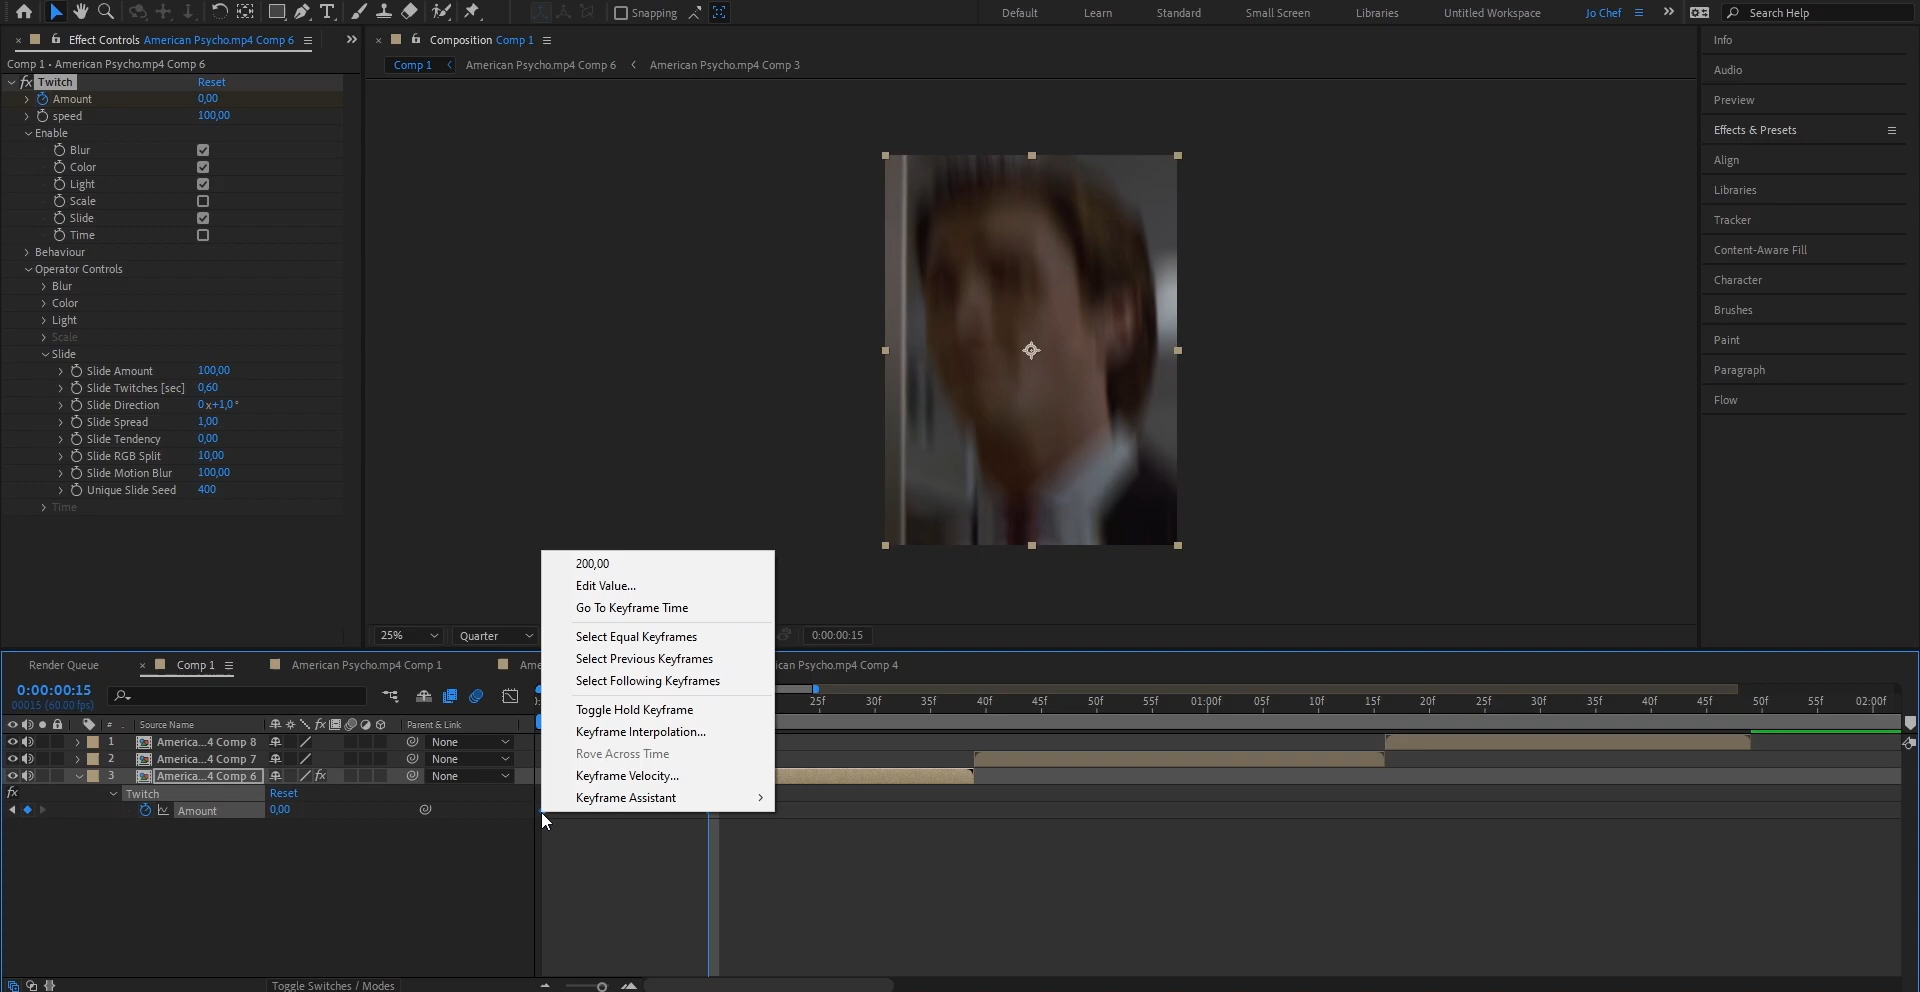 Snapping
Default
Learn
Standard
Small Screen
Libraries
Untitled Workspace
Jo Chef
Search Help
Effect Controls American Psycho.mp4 Comp 6
Composition Comp 1
Comp 1 • American Psycho.mp4 Comp 6
Comp 1
American Psycho.mp4 Comp 6
American Psycho.mp4 Comp 3
fx Twitch Reset
Amount 0,00
speed 100,00
Enable
Blur
Color
Light
Scale
Slide
Time
Behaviour
Operator Controls
Blur
Color
Light
Scale
Slide
Slide Amount 100,00
Slide Twitches [sec] 0,60
Slide Direction 0x+1,0°
Slide Spread 1,00
Slide Tendency 0,00
Slide RGB Split 10,00
Slide Motion Blur 100,00
Unique Slide Seed 400
Time
Info
Audio
Preview
Effects & Presets
Align
Libraries
Tracker
Content-Aware Fill
Character
Brushes
Paint
Paragraph
Flow
200,00
Edit Value...
Go To Keyframe Time
Select Equal Keyframes
Select Previous Keyframes
Select Following Keyframes
Toggle Hold Keyframe
Keyframe Interpolation...
Rove Across Time
Keyframe Velocity...
Keyframe Assistant
25%
Quarter
0:00:00:15
Render Queue
Comp 1
American Psycho.mp4 Comp 1
Ame
ican Psycho.mp4 Comp 4
0:00:00:15
00015 (60.00 fps)
25f 30f 35f 40f 45f 50f 55f 01:00f 05f 10f 15f 20f 25f 30f 35f 40f 45f 50f 55f 02:00f
# Source Name fx Parent & Link
1 America...4 Comp 8 None
2 America...4 Comp 7 None
3 America...4 Comp 6 fx None
fx Twitch Reset
Amount 0,00
Toggle Switches / Modes